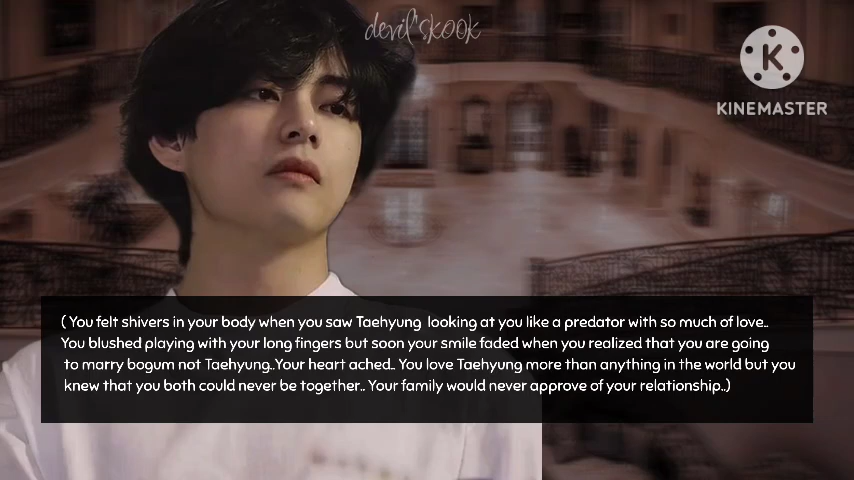 devil'skook
K
KINEMASTER
( You felt shivers in your body when you saw Taehyung looking at you like a predator with so much of love..
You blushed playing with your long fingers but soon your smile faded when you realized that you are going
to marry bogum not Taehyung..Your heart ached.. You love Taehyung more than anything in the world but you
knew that you both could never be together.. Your family would never approve of your relationship..)